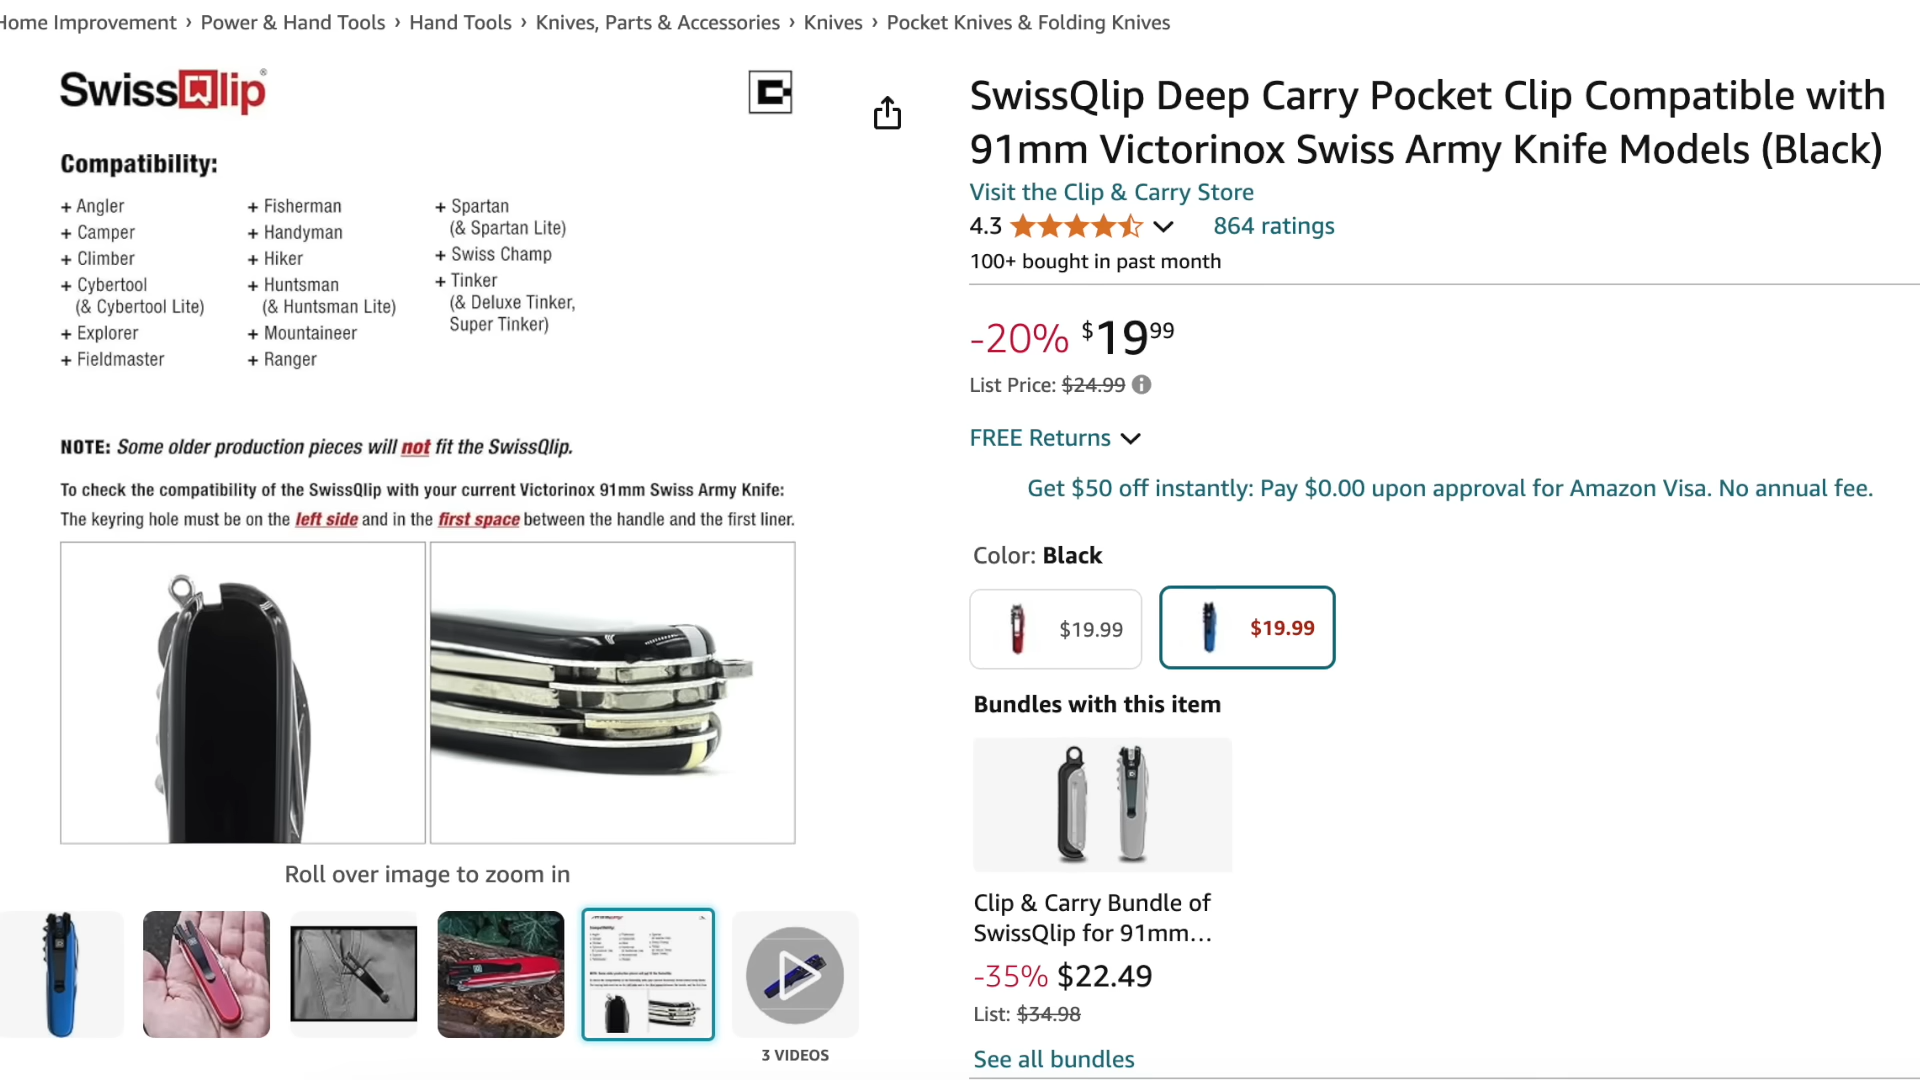 Home Improvement › Power & Hand Tools › Hand Tools › Knives, Parts & Accessories › Knives › Pocket Knives & Folding Knives
SwissQlip®
Compatibility:
+ Angler
+ Camper
+ Climber
+ Cybertool
(& Cybertool Lite)
+ Explorer
+ Fieldmaster
+ Fisherman
+ Handyman
+ Hiker
+ Huntsman
(& Huntsman Lite)
+ Mountaineer
+ Ranger
+ Spartan
(& Spartan Lite)
+ Swiss Champ
+ Tinker
(& Deluxe Tinker,
Super Tinker)
NOTE: Some older production pieces will not fit the SwissQlip.
To check the compatibility of the SwissQlip with your current Victorinox 91mm Swiss Army Knife:
The keyring hole must be on the left side and in the first space between the handle and the first liner.
Roll over image to zoom in
3 VIDEOS
SwissQlip Deep Carry Pocket Clip Compatible with
91mm Victorinox Swiss Army Knife Models (Black)
Visit the Clip & Carry Store
4.3 864 ratings
100+ bought in past month
-20% $19 99
List Price: $24.99
FREE Returns
Get $50 off instantly: Pay $0.00 upon approval for Amazon Visa. No annual fee.
Color: Black
$19.99 $19.99
Bundles with this item
Clip & Carry Bundle of
SwissQlip for 91mm...
-35% $22.49
List: $34.98
See all bundles